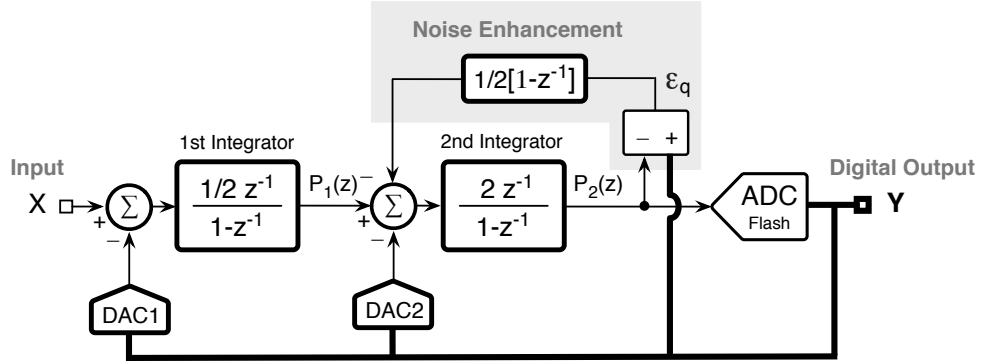 Noise Enhancement
1/2[1-z⁻¹]
εq
− +
1st Integrator
2nd Integrator
Input
Digital Output
X
+
−
Σ
1/2 z⁻¹
1-z⁻¹
P₁(z)
−
+
−
Σ
2 z⁻¹
1-z⁻¹
P₂(z)
ADC
Flash
Y
DAC1
DAC2